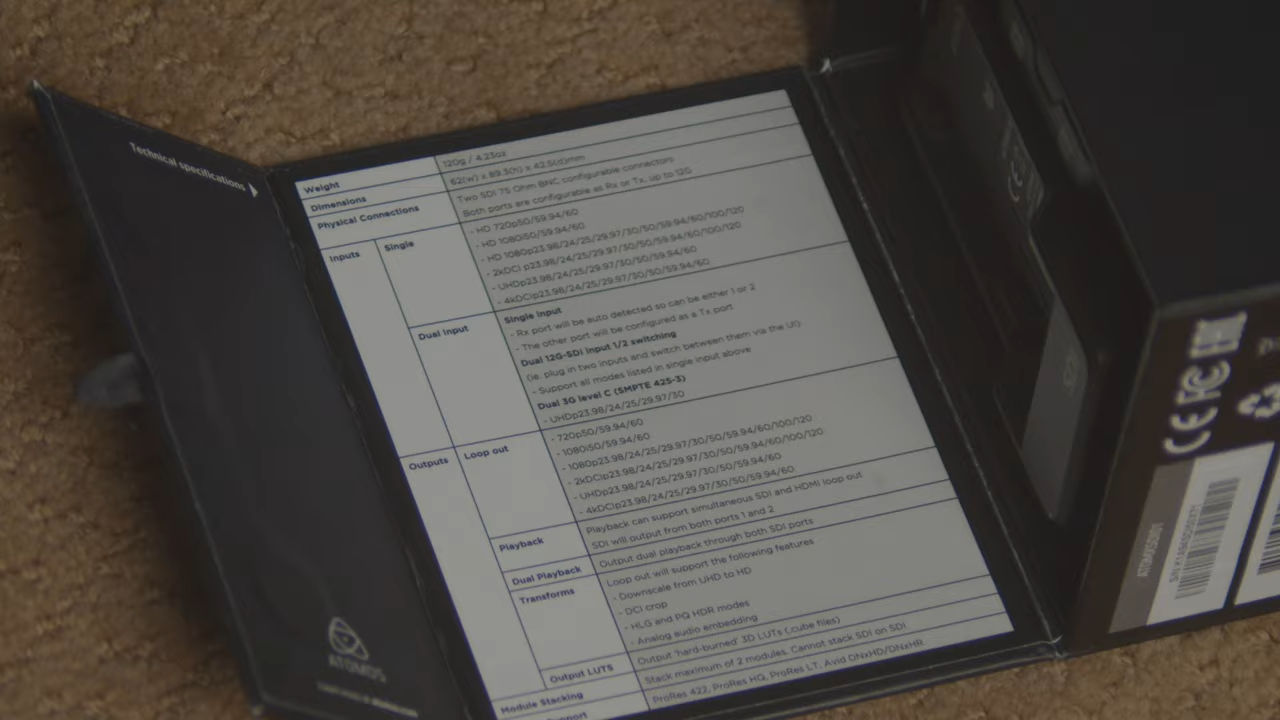 Technical specifications
Weight
120g / 4.23oz
Dimensions
62(w) x 89.3(h) x 42.5(d)mm
Physical Connections
Two SDI 75 Ohm BNC configurable connectors
Both ports are configurable as Rx or Tx, up to 12G
Inputs
Single
- HD 720p50/59.94/60
- HD 1080i50/59.94/60
- HD 1080p23.98/24/25/29.97/30/50/59.94/60/100/120
- 2kDCI p23.98/24/25/29.97/30/50/59.94/60/100/120
- UHDp23.98/24/25/29.97/30/50/59.94/60
- 4kDCIp23.98/24/25/29.97/30/50/59.94/60
Dual input
Single input
- Rx port will be auto detected so can be either 1 or 2
- The other port will be configured as a Tx port
Dual 12G-SDI input 1/2 switching
(ie. plug in two inputs and switch between them via the UI).
- Support all modes listed in single input above
Dual 3G level C (SMPTE 425-3)
- UHDp23.98/24/25/29.97/30
Outputs
Loop out
- 720p50/59.94/60
- 1080i50/59.94/60
- 1080p23.98/24/25/29.97/30/50/59.94/60/100/120
- 2kDCIp23.98/24/25/29.97/30/50/59.94/60/100/120
- UHDp23.98/24/25/29.97/30/50/59.94/60
- 4kDCIp23.98/24/25/29.97/30/50/59.94/60
Playback
Playback can support simultaneous SDI and HDMI loop out
SDI will output from both ports 1 and 2
Dual Playback
Output dual playback through both SDI ports
Transforms
Loop out will support the following features
- Downscale from UHD to HD
- DCI crop
- HLG and PQ HDR modes
- Analog audio embedding
Output LUTS
Output 'hard-burned' 3D LUTs (.cube files)
Module Stacking
Stack maximum of 2 modules. Cannot stack SDI on SDI
Support
ProRes 422, ProRes HQ, ProRes LT, Avid DNxHD/DNxHR
ATOMOS
CE FC EAC